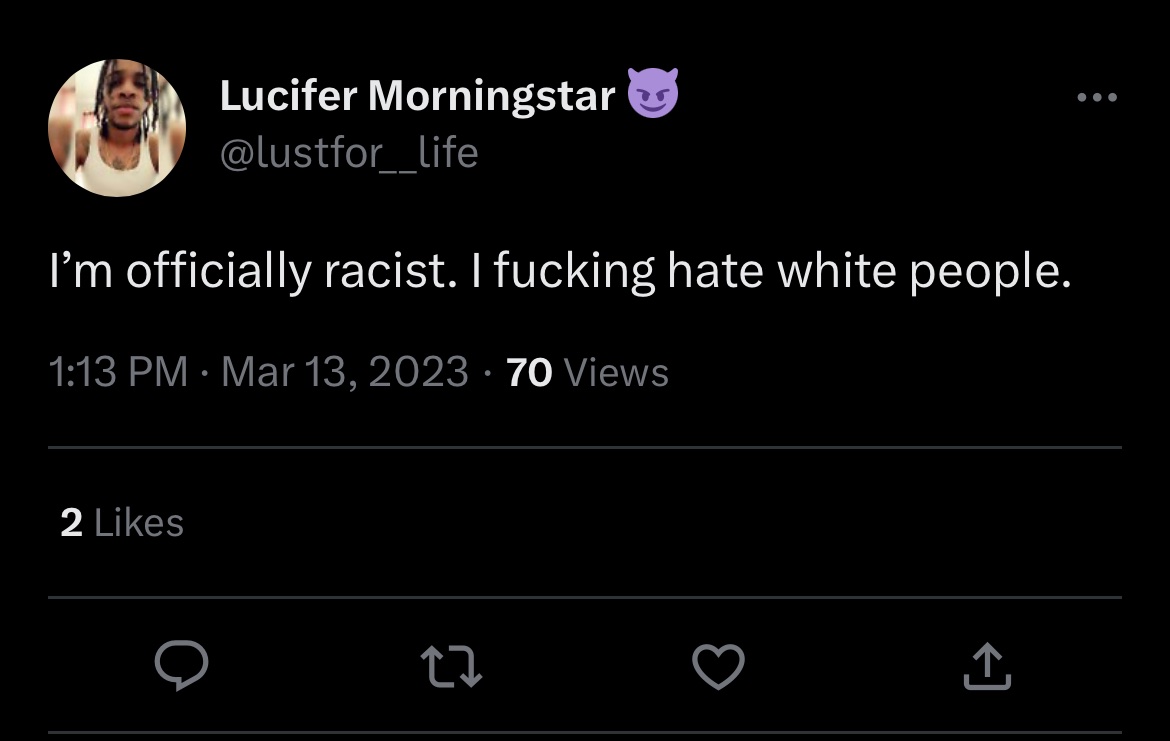 Lucifer Morningstar 😈
@lustfor__life
I’m officially racist. I fucking hate white people.
1:13 PM · Mar 13, 2023 · 70 Views
2 Likes